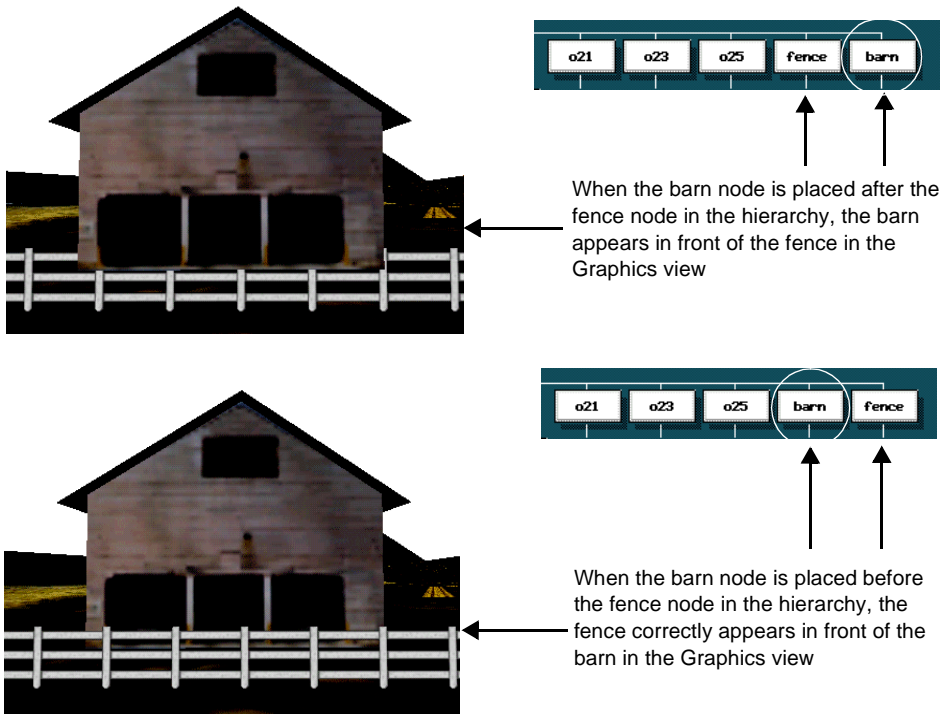 o21 o23 o25 fence barn
When the barn node is placed after the
fence node in the hierarchy, the barn
appears in front of the fence in the
Graphics view
o21 o23 o25 barn fence
When the barn node is placed before
the fence node in the hierarchy, the
fence correctly appears in front of the
barn in the Graphics view